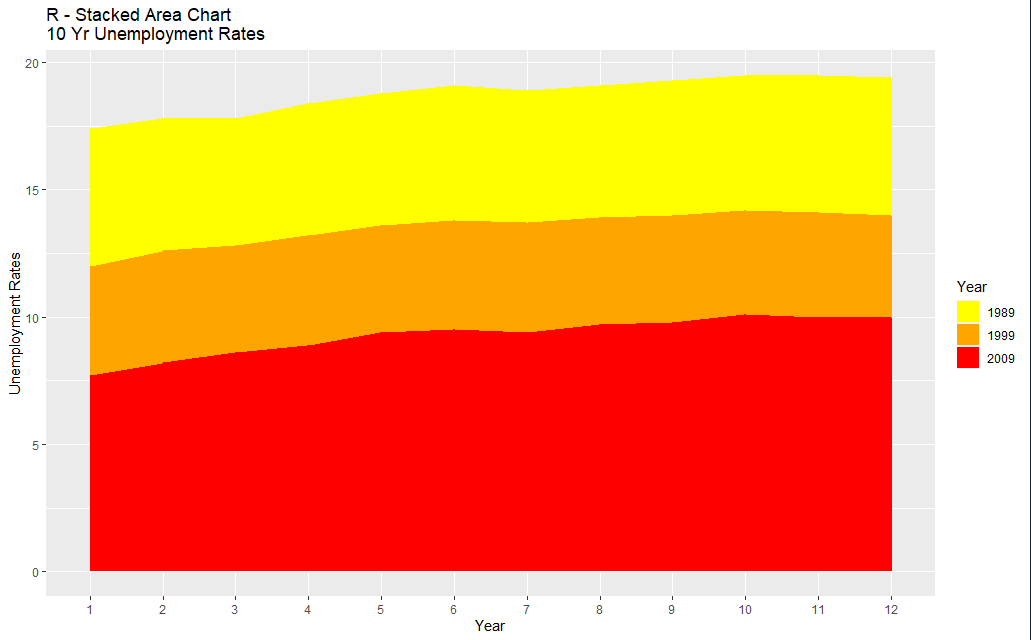 R - Stacked Area Chart
10 Yr Unemployment Rates
20
15
10
5
0
Unemployment Rates
1 2 3 4 5 6 7 8 9 10 11 12
Year
Year
1989
1999
2009